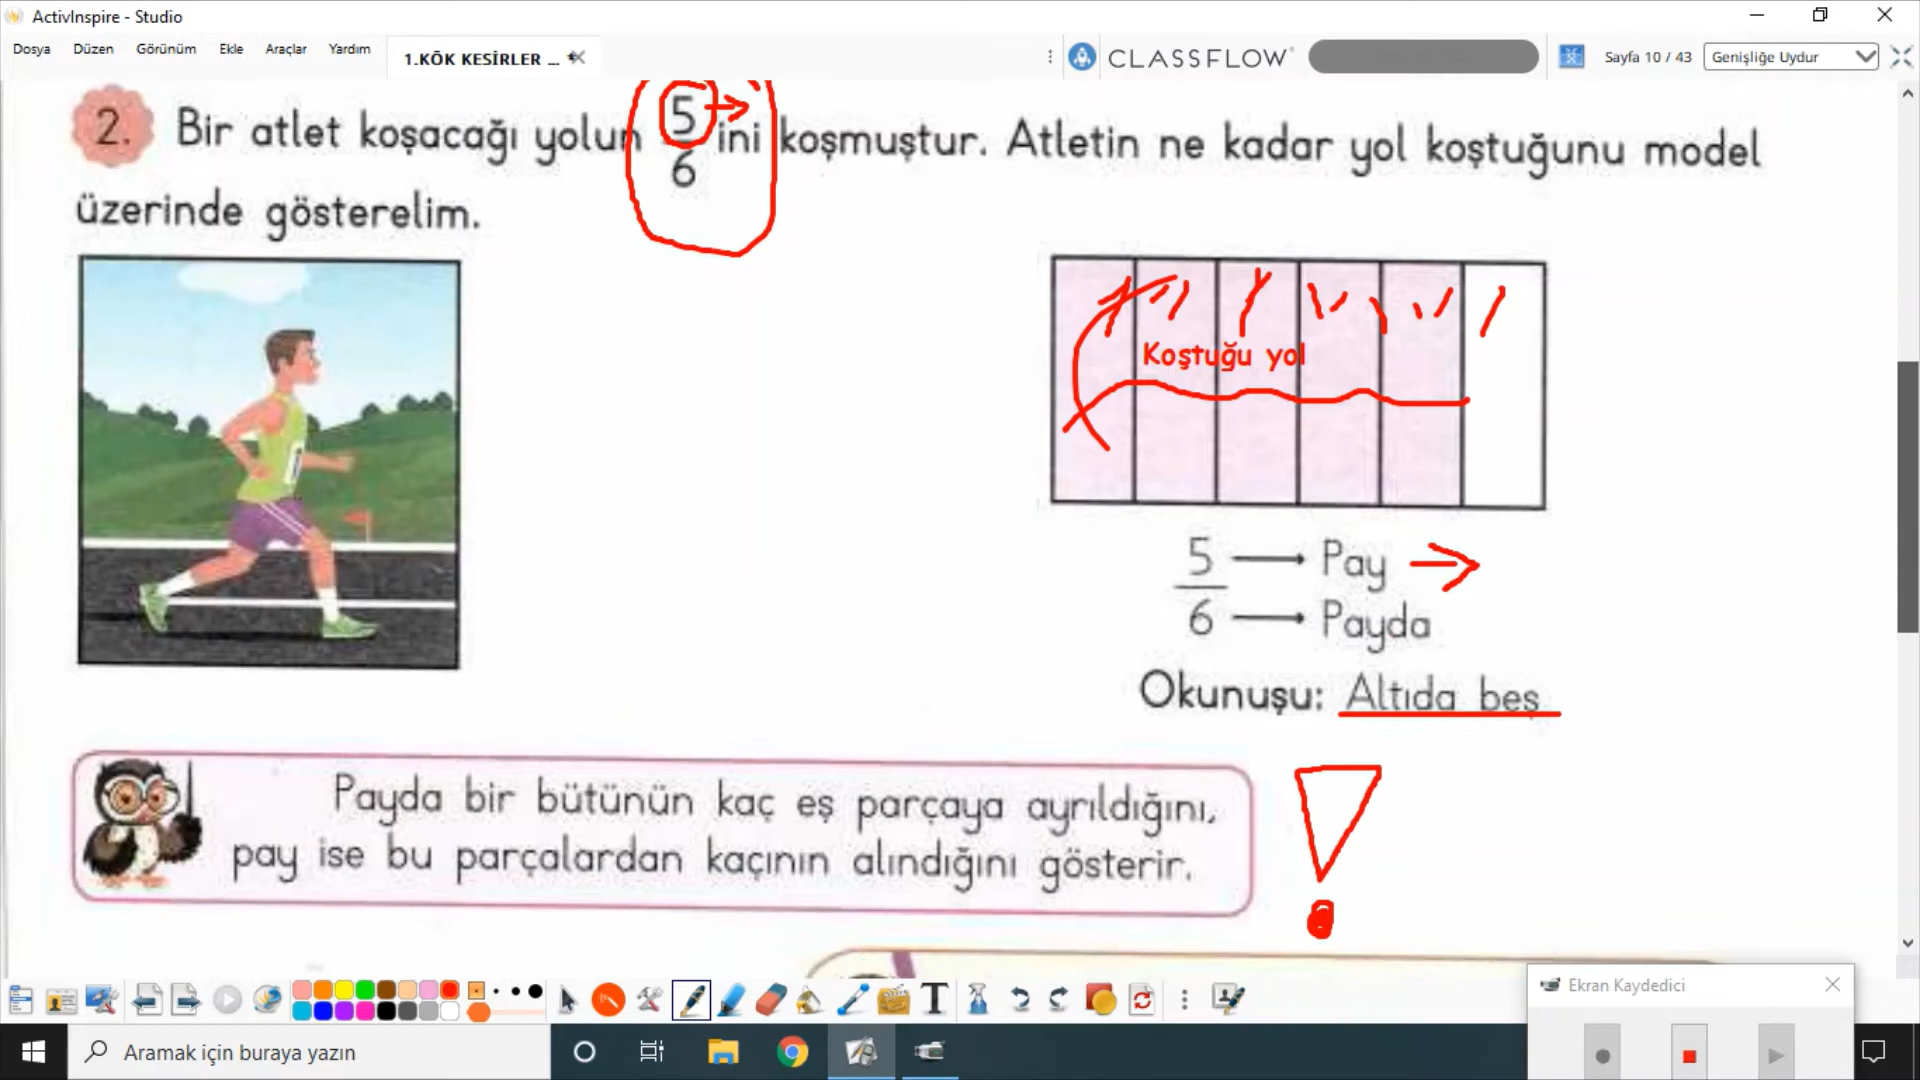 ActivInspire - Studio
Dosya Düzen Görünüm Ekle Araçlar Yardım
1.KÖK KESİRLER ...
CLASSFLOW
Sayfa 10 / 43
Genişliğe Uydur
2. Bir atlet koşacağı yolun 5/6 ini koşmuştur. Atletin ne kadar yol koştuğunu model
üzerinde gösterelim.
Koştuğu yol
5 → Pay
6 → Payda
Okunuşu: Altıda beş
Payda bir bütünün kaç eş parçaya ayrıldığını,
pay ise bu parçalardan kaçının alındığını gösterir.
Ekran Kaydedici
Aramak için buraya yazın